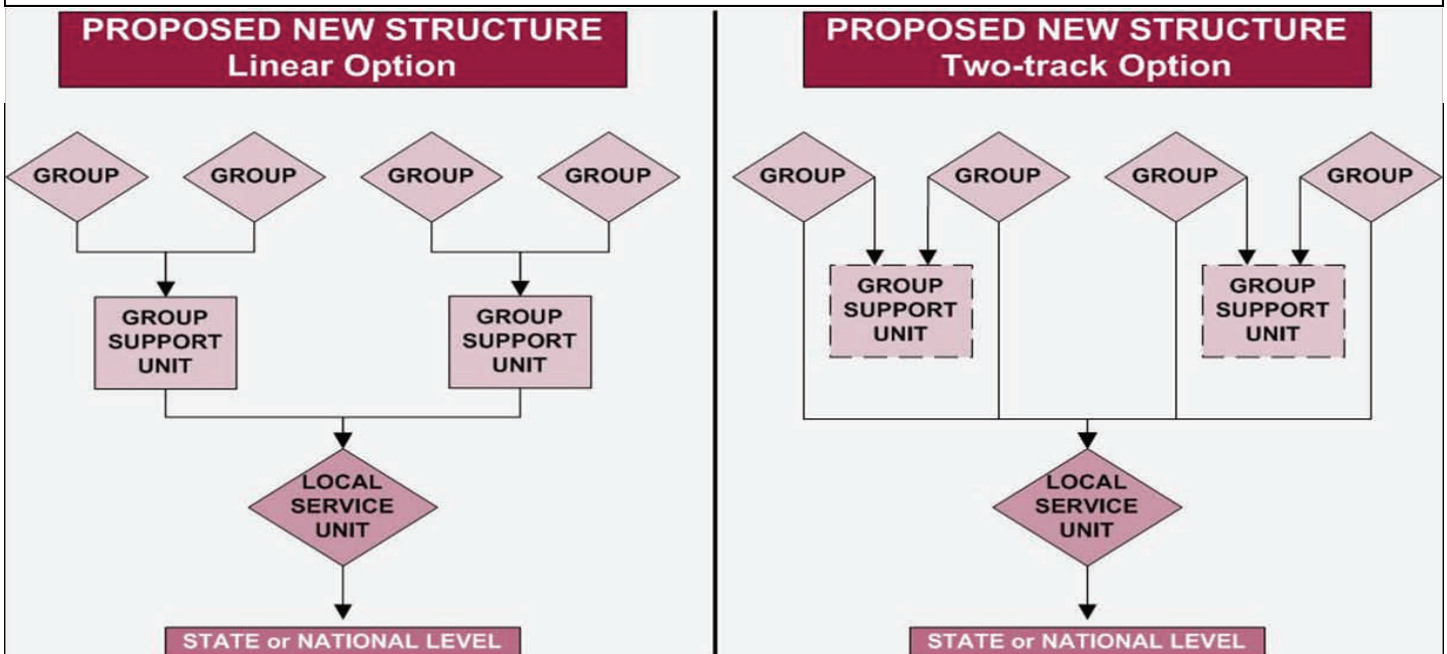 PROPOSED NEW STRUCTURE
Linear Option
GROUP
GROUP
GROUP
GROUP
GROUP
SUPPORT
UNIT
GROUP
SUPPORT
UNIT
LOCAL
SERVICE
UNIT
STATE or NATIONAL LEVEL
PROPOSED NEW STRUCTURE
Two-track Option
GROUP
GROUP
GROUP
GROUP
GROUP
SUPPORT
UNIT
GROUP
SUPPORT
UNIT
LOCAL
SERVICE
UNIT
STATE or NATIONAL LEVEL